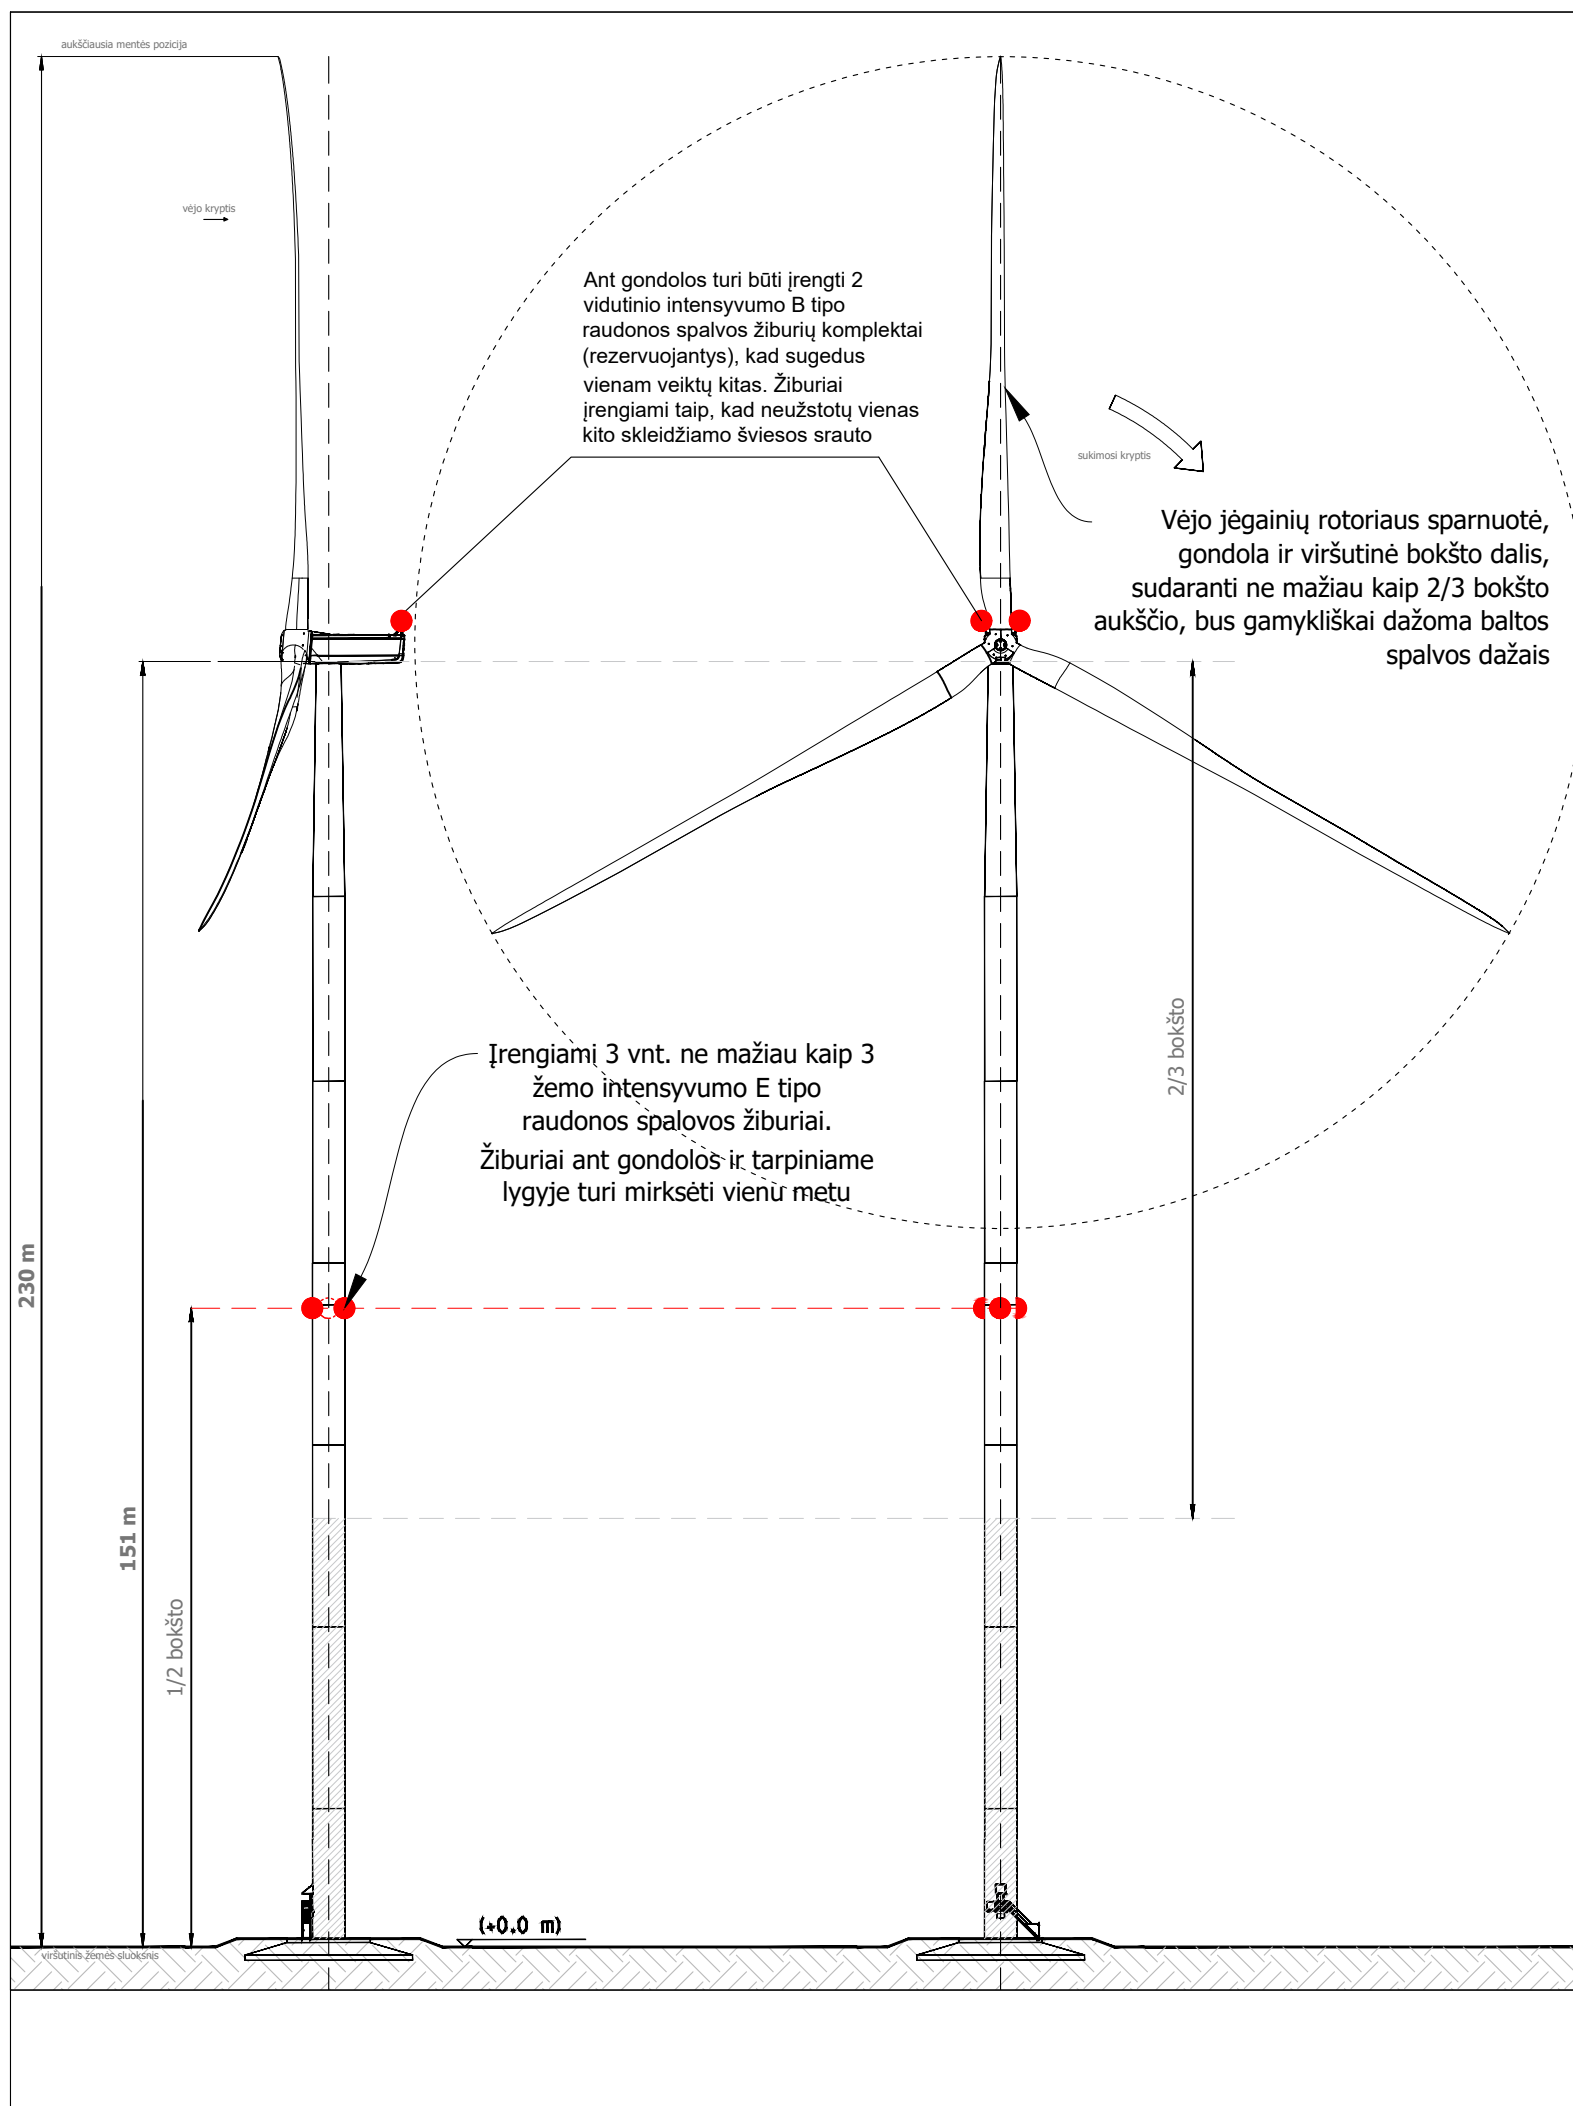 aukščiausia mentės pozicija
vėjo kryptis
Ant gondolos turi būti įrengti 2
vidutinio intensyvumo B tipo
raudonos spalvos žiburių komplektai
(rezervuojantys), kad sugedus
vienam veiktų kitas. Žiburiai
įrengiami taip, kad neužstotų vienas
kito skleidžiamo šviesos srauto
sukimosi kryptis
Vėjo jėgainių rotoriaus sparnuotė,
gondola ir viršutinė bokšto dalis,
sudaranti ne mažiau kaip 2/3 bokšto
aukščio, bus gamykliškai dažoma baltos
spalvos dažais
2/3 bokšto
Įrengiami 3 vnt. ne mažiau kaip 3
žemo intensyvumo E tipo
raudonos spalovos žiburiai.
Žiburiai ant gondolos ir tarpiniame
lygyje turi mirksėti vienu metu
230 m
151 m
1/2 bokšto
(+0.0 m)
viršutinis žemės sluoksnis